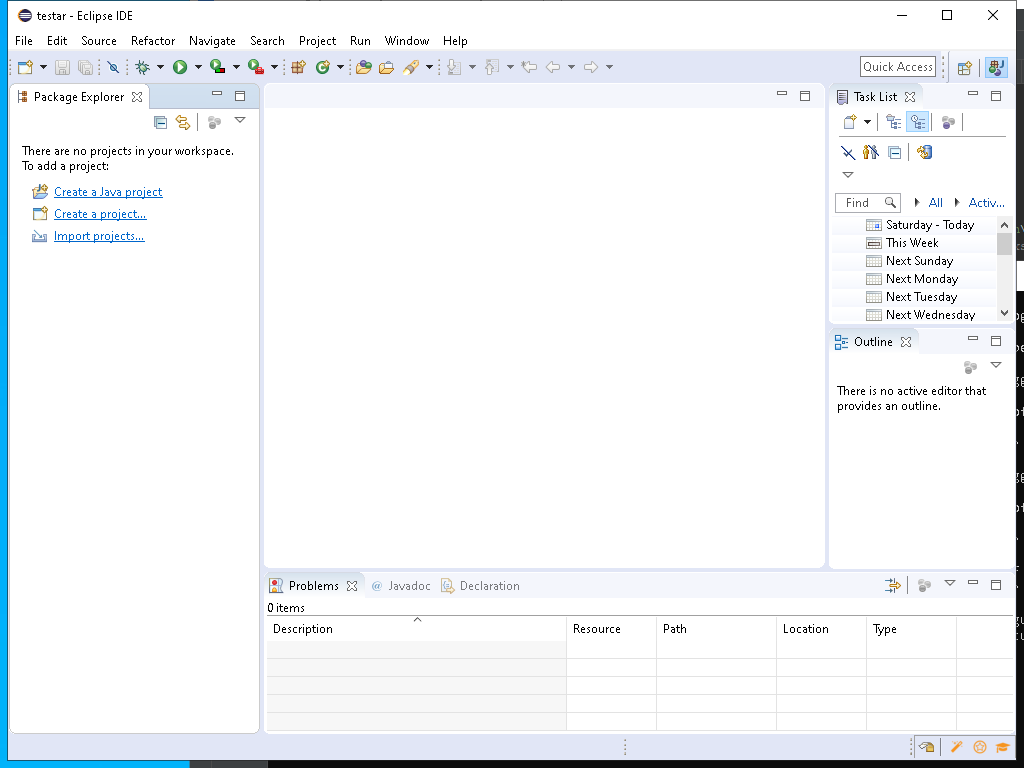 testar - Eclipse IDE
File Edit Source Refactor Navigate Search Project Run Window Help
Quick Access
Package Explorer
There are no projects in your workspace.
To add a project:
Create a Java project
Create a project...
Import projects...
Task List
Find All Activ...
Saturday - Today
This Week
Next Sunday
Next Monday
Next Tuesday
Next Wednesday
Outline
There is no active editor that
provides an outline.
Problems @ Javadoc Declaration
0 items
Description Resource Path Location Type